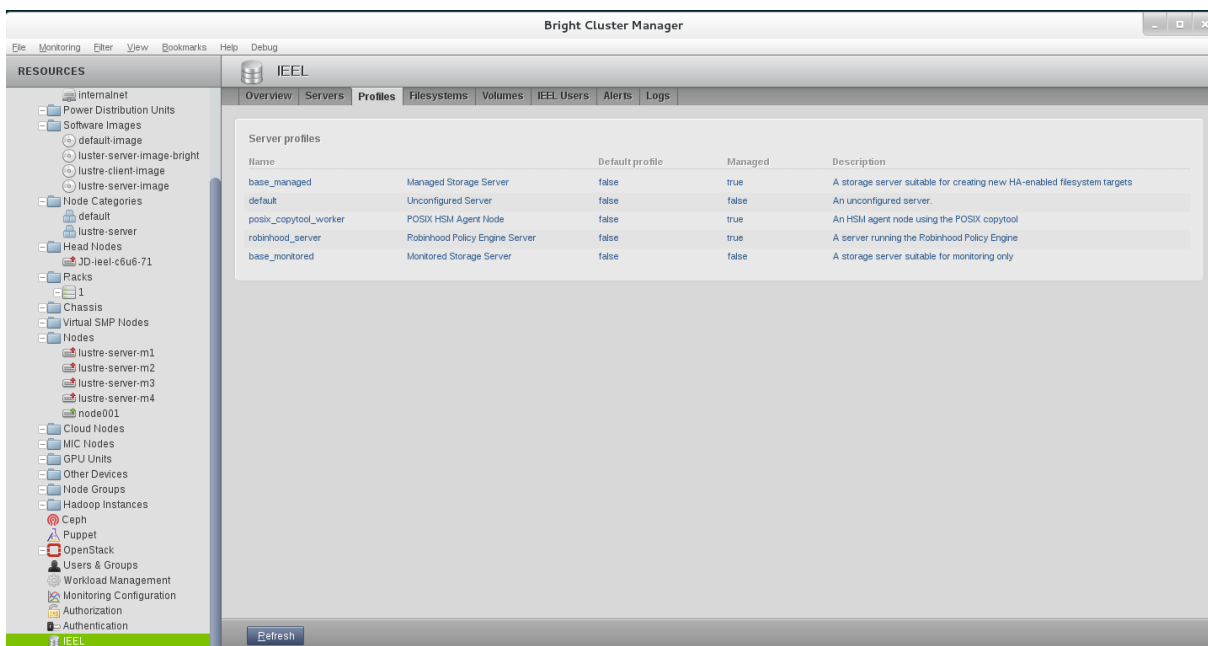 Bright Cluster Manager
File Monitoring Filter View Bookmarks Help Debug
RESOURCES
IEEL
Overview Servers Profiles Filesystems Volumes IEEL Users Alerts Logs
internalnet
Power Distribution Units
Software Images
default-image
luster-server-image-bright
lustre-client-image
lustre-server-image
Node Categories
default
lustre-server
Head Nodes
JD-ieel-c6u6-71
Racks
1
Chassis
Virtual SMP Nodes
Nodes
lustre-server-m1
lustre-server-m2
lustre-server-m3
lustre-server-m4
node001
Cloud Nodes
MIC Nodes
GPU Units
Other Devices
Node Groups
Hadoop Instances
Ceph
Puppet
OpenStack
Users & Groups
Workload Management
Monitoring Configuration
Authorization
Authentication
IEEL
Server profiles
Name Default profile Managed Description
base_managed Managed Storage Server false true A storage server suitable for creating new HA-enabled filesystem targets
default Unconfigured Server false false An unconfigured server.
posix_copytool_worker POSIX HSM Agent Node false true An HSM agent node using the POSIX copytool
robinhood_server Robinhood Policy Engine Server false true A server running the Robinhood Policy Engine
base_monitored Monitored Storage Server false false A storage server suitable for monitoring only
Refresh